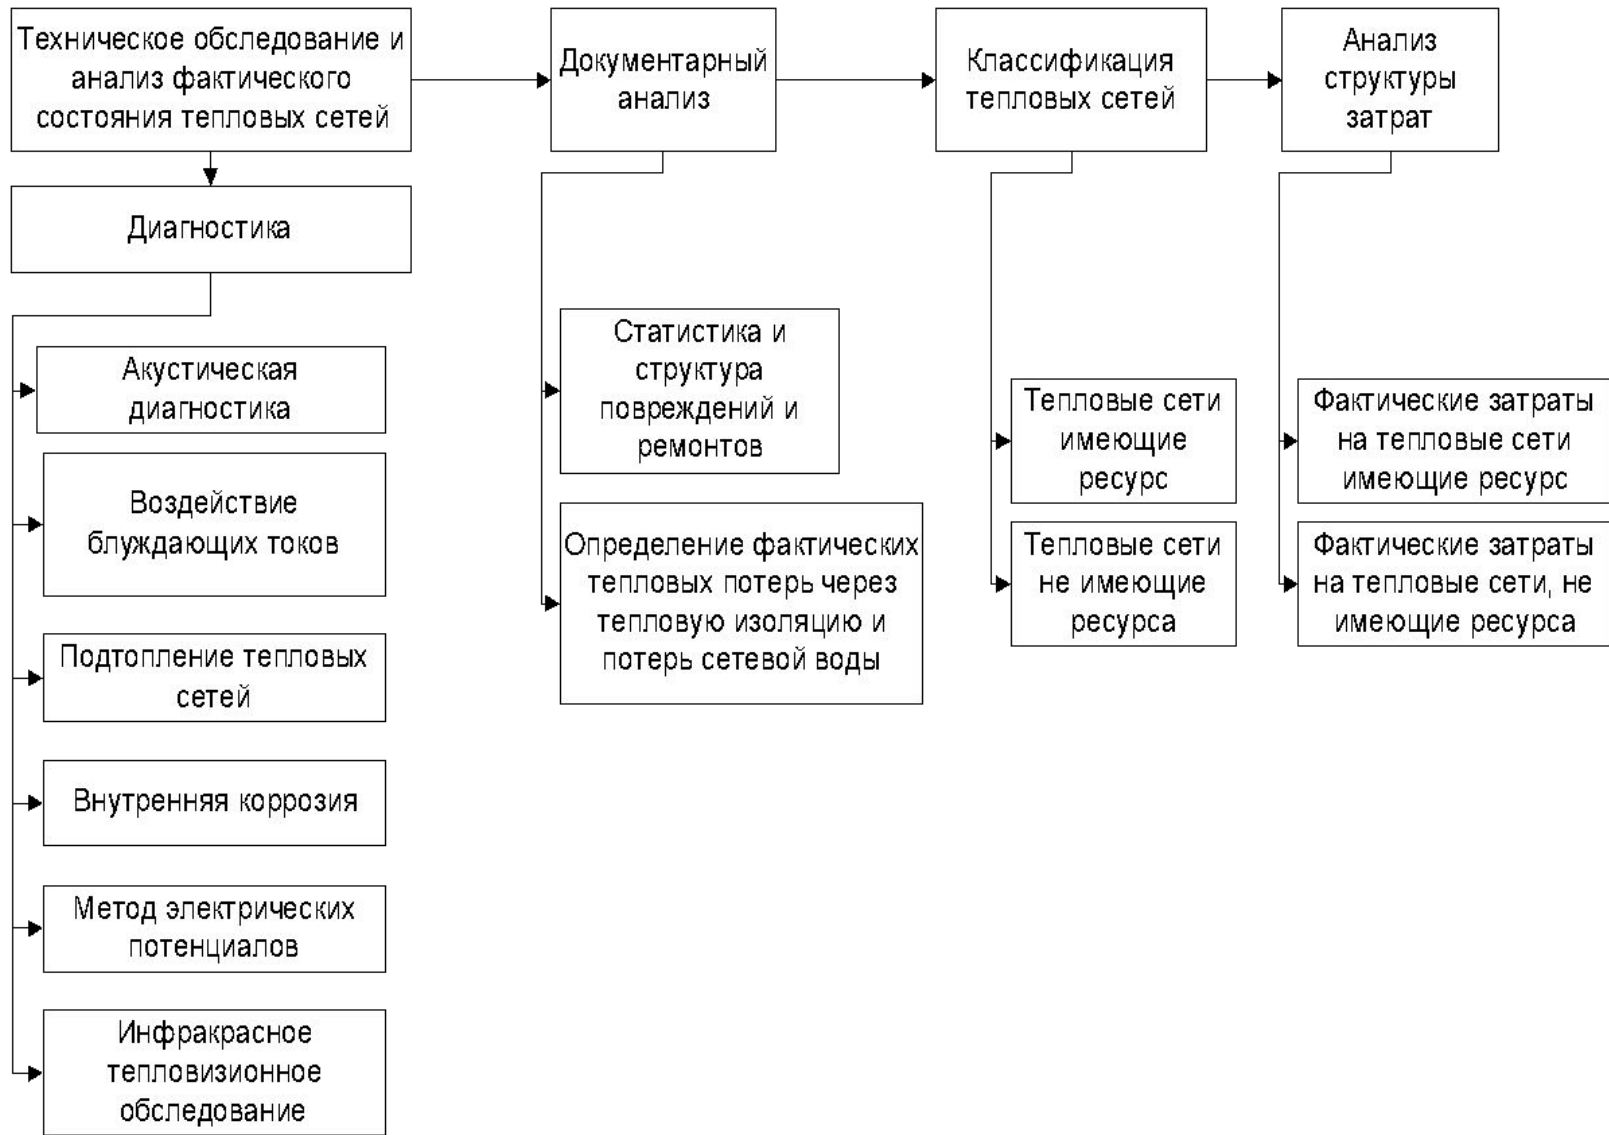 Техническое обследование и
анализ фактического
состояния тепловых сетей
Документарный
анализ
Классификация
тепловых сетей
Анализ
структуры
затрат
Диагностика
Акустическая
диагностика
Воздействие
блуждающих токов
Подтопление тепловых
сетей
Внутренняя коррозия
Метод электрических
потенциалов
Инфракрасное
тепловизионное
обследование
Статистика и
структура
повреждений и
ремонтов
Определение фактических
тепловых потерь через
тепловую изоляцию и
потерь сетевой воды
Тепловые сети
имеющие
ресурс
Тепловые сети
не имеющие
ресурса
Фактические затраты
на тепловые сети
имеющие ресурс
Фактические затраты
на тепловые сети, не
имеющие ресурса